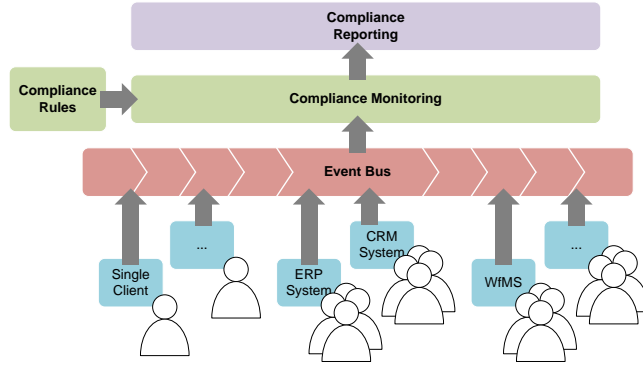 Compliance
Reporting
Compliance
Rules
Compliance Monitoring
Event Bus
...
CRM
System
...
Single
Client
ERP
System
WfMS